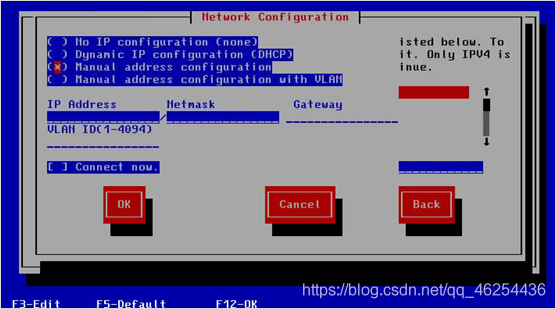 Network Configuration
( ) No IP configuration (none)
( ) Dynamic IP configuration (DHCP)
(*) Manual address configuration
( ) Manual address configuration with VLAN
isted below. To
it. Only IPV4 is
inue.
IP Address Netmask Gateway
/
VLAN ID(1-4094)
[ ] Connect now.
OK Cancel Back
https://blog.csdn.net/qq_46254436
F3-Edit F5-Default F12-OK